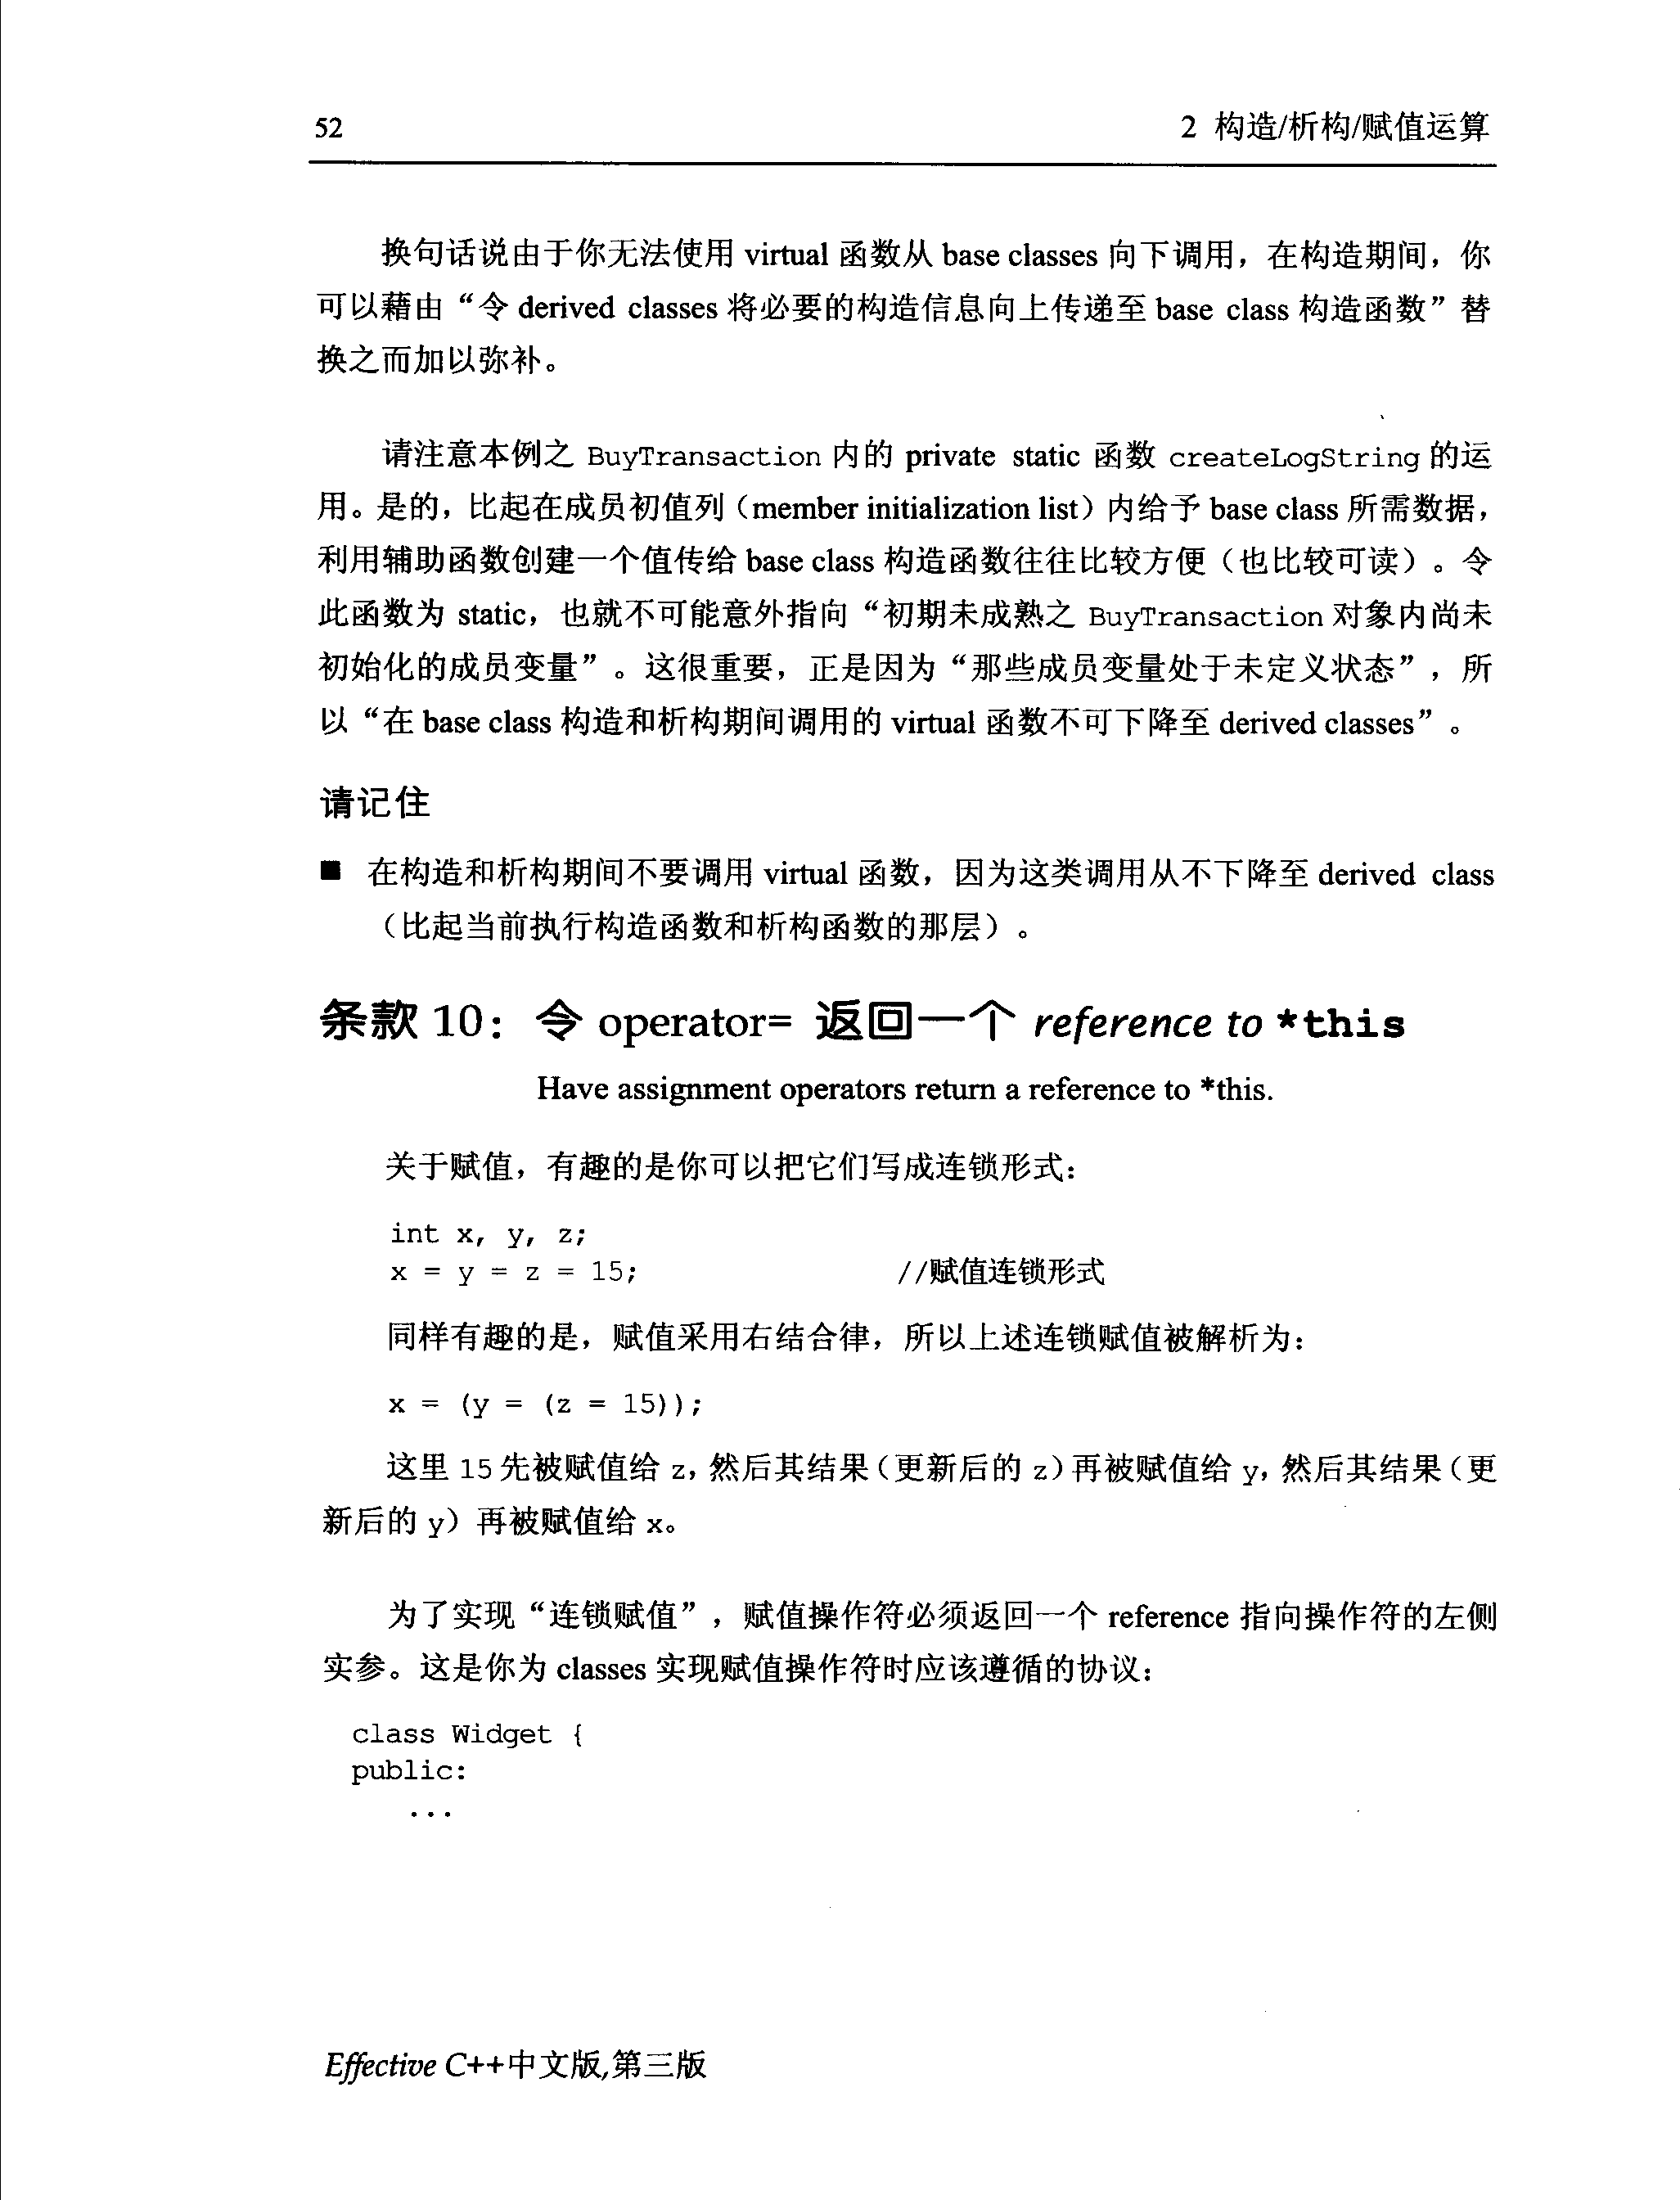 52
2 构造/析构/赋值运算
换句话说由于你无法使用 virtual 函数从 base classes 向下调用，在构造期间，你
可以藉由“令 derived classes 将必要的构造信息向上传递至 base class 构造函数”替
换之而加以弥补。
请注意本例之 BuyTransaction 内的 private static 函数 createLogString 的运
用。是的，比起在成员初值列（member initialization list）内给予 base class 所需数据，
利用辅助函数创建一个值传给 base class 构造函数往往比较方便（也比较可读）。令
此函数为 static，也就不可能意外指向“初期未成熟之 BuyTransaction 对象内尚未
初始化的成员变量”。这很重要，正是因为“那些成员变量处于未定义状态”，所
以“在 base class 构造和析构期间调用的 virtual 函数不可下降至 derived classes”。
请记住
■ 在构造和析构期间不要调用 virtual 函数，因为这类调用从不下降至 derived class
（比起当前执行构造函数和析构函数的那层）。
条款 10：令 operator= 返回一个 reference to *this
Have assignment operators return a reference to *this.
关于赋值，有趣的是你可以把它们写成连锁形式：
int x, y, z;
x = y = z = 15; //赋值连锁形式
同样有趣的是，赋值采用右结合律，所以上述连锁赋值被解析为：
x = (y = (z = 15));
这里 15 先被赋值给 z，然后其结果（更新后的 z）再被赋值给 y，然后其结果（更
新后的 y）再被赋值给 x。
为了实现“连锁赋值”，赋值操作符必须返回一个 reference 指向操作符的左侧
实参。这是你为 classes 实现赋值操作符时应该遵循的协议：
class Widget {
public:
...
Effective C++中文版,第三版